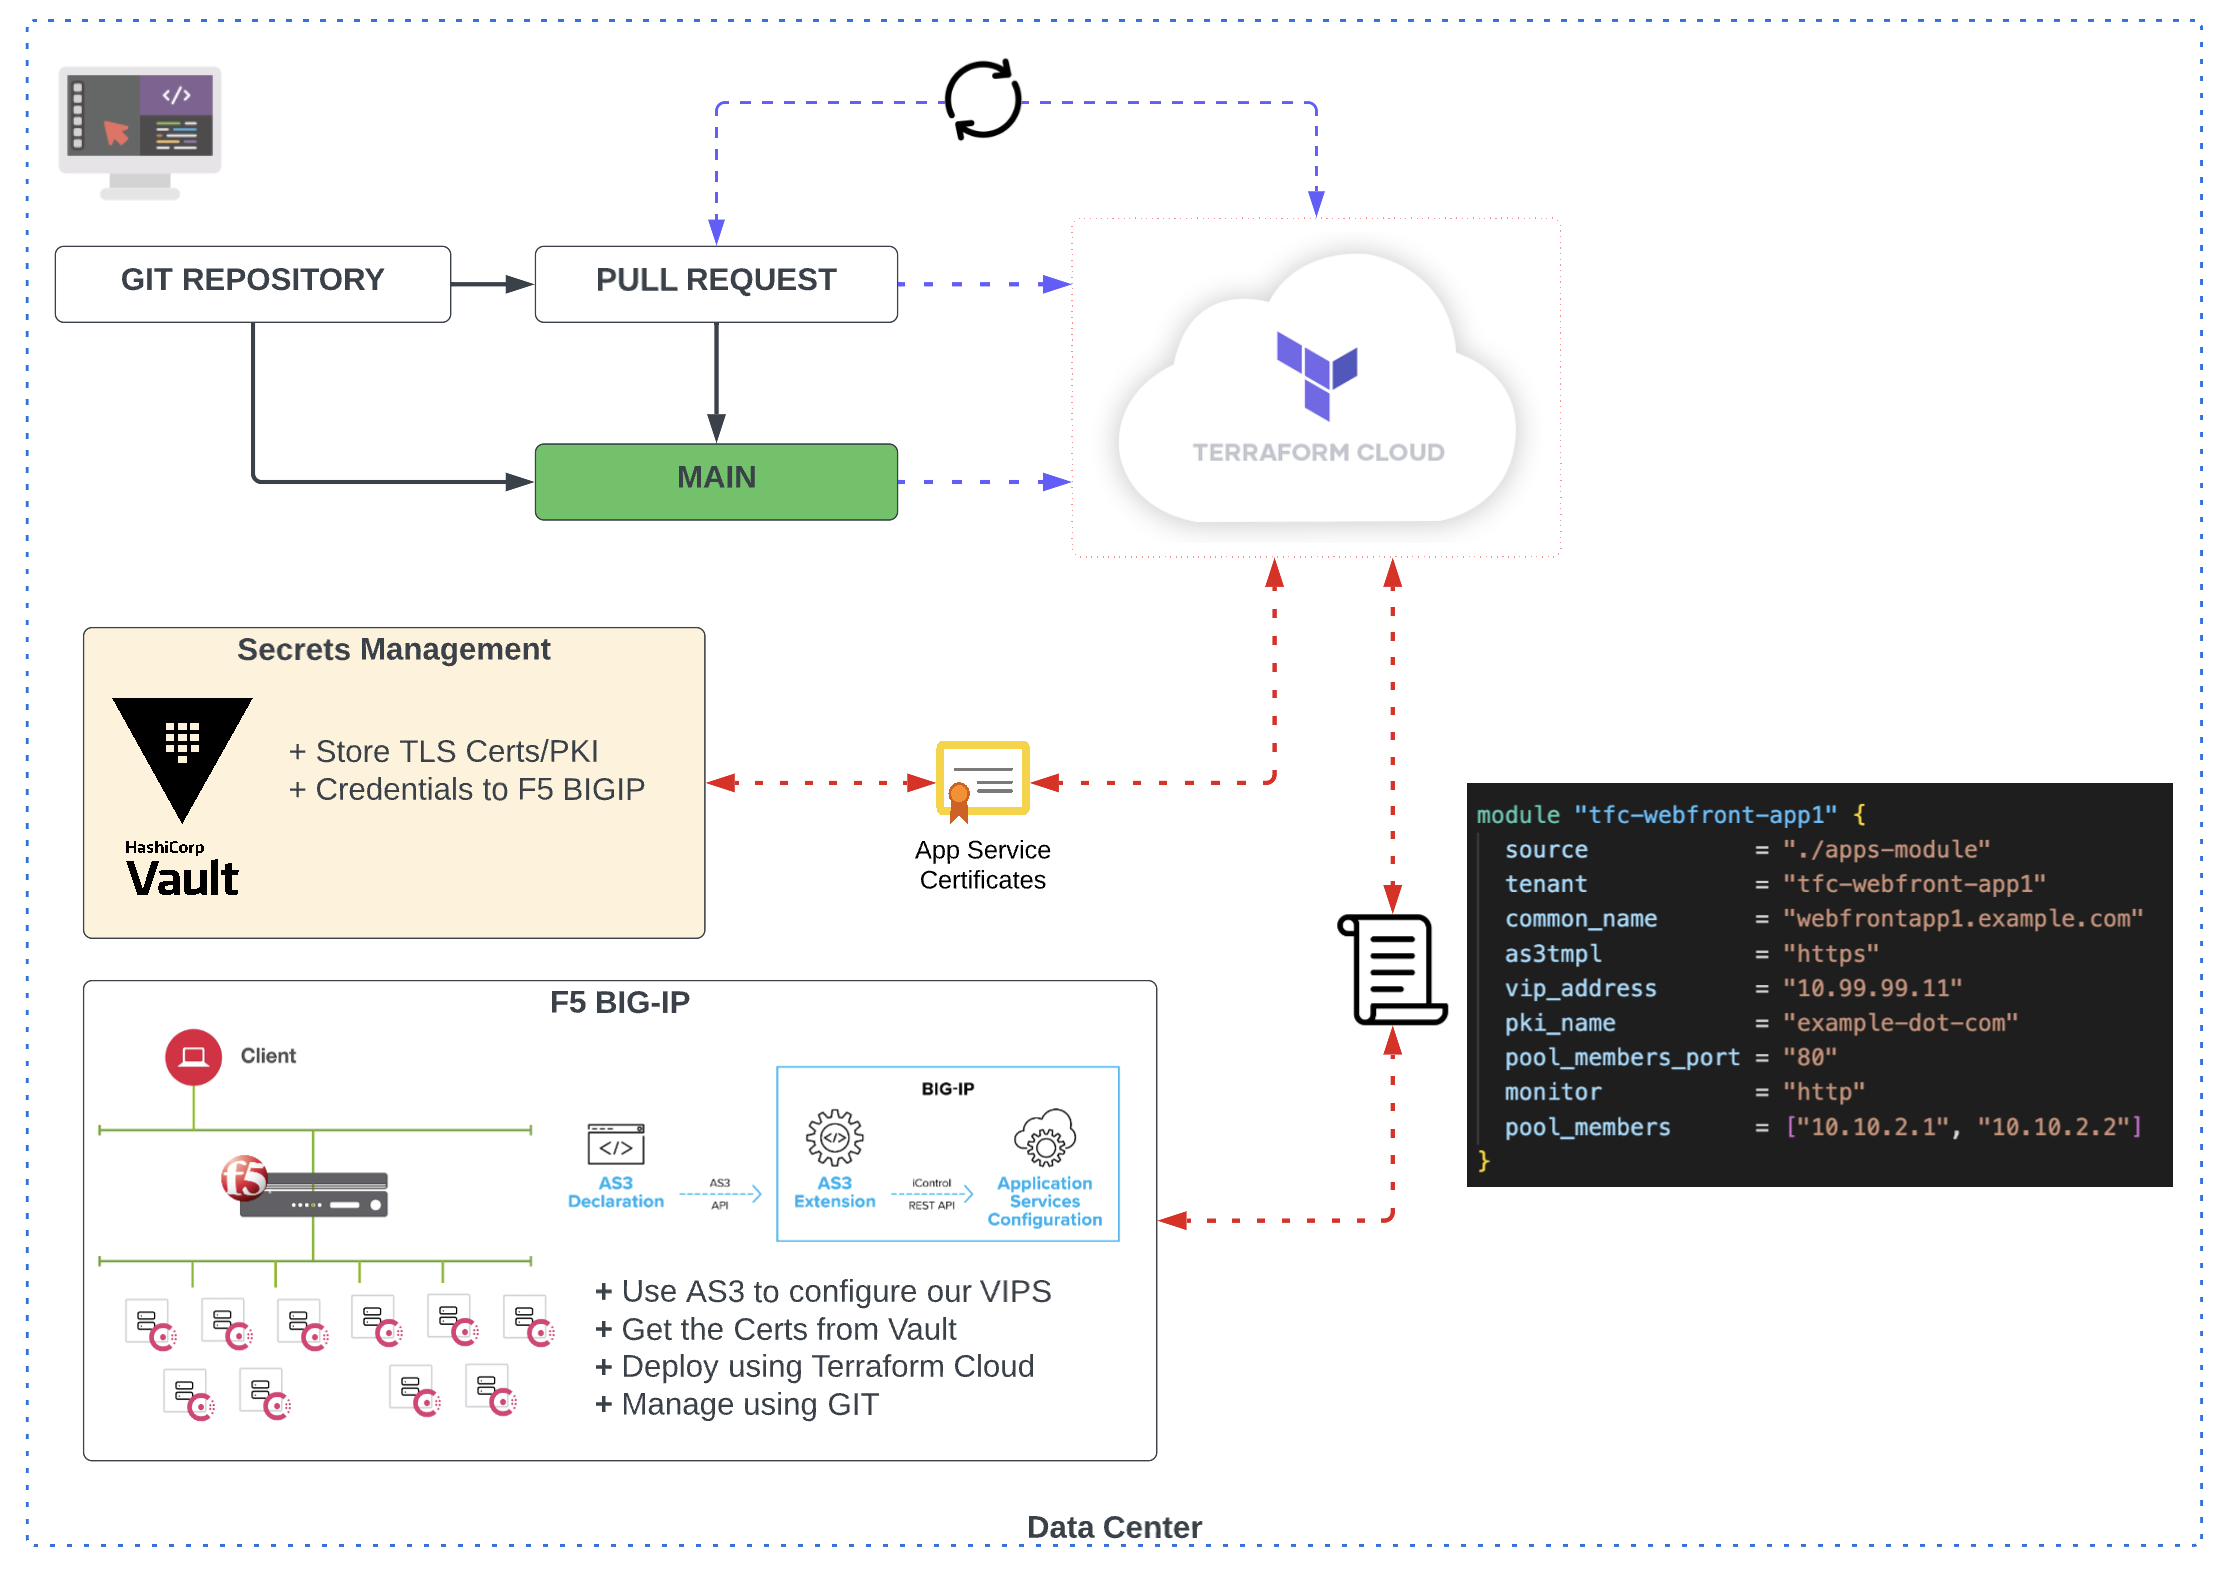 </>
GIT REPOSITORY
PULL REQUEST
MAIN
TERRAFORM CLOUD
Secrets Management
+ Store TLS Certs/PKI
+ Credentials to F5 BIGIP
HashiCorp
Vault
App Service
Certificates
module "tfc-webfront-app1" {
source = "./apps-module"
tenant = "tfc-webfront-app1"
common_name = "webfrontapp1.example.com"
as3tmpl = "https"
vip_address = "10.99.99.11"
pki_name = "example-dot-com"
pool_members_port = "80"
monitor = "http"
pool_members = ["10.10.2.1", "10.10.2.2"]
}
F5 BIG-IP
Client
f5
BIG-IP
</>
</>
AS3
Declaration
AS3
API
AS3
Extension
iControl
REST API
Application
Services
Configuration
+ Use AS3 to configure our VIPS
+ Get the Certs from Vault
+ Deploy using Terraform Cloud
+ Manage using GIT
Data Center